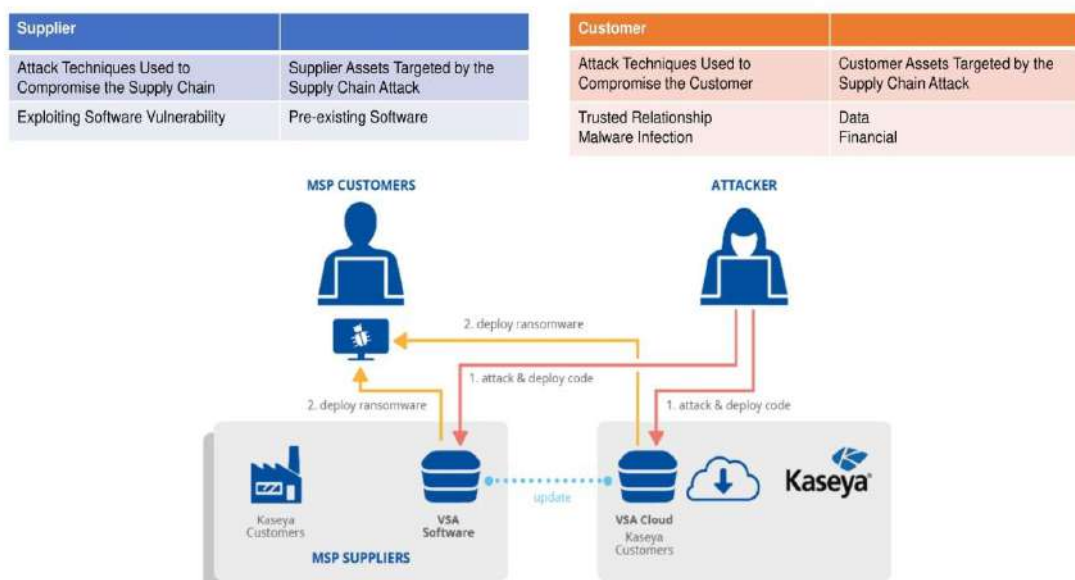 Supplier
Attack Techniques Used to
Compromise the Supply Chain
Supplier Assets Targeted by the
Supply Chain Attack
Exploiting Software Vulnerability
Pre-existing Software
Customer
Attack Techniques Used to
Compromise the Customer
Customer Assets Targeted by the
Supply Chain Attack
Trusted Relationship
Malware Infection
Data
Financial
MSP CUSTOMERS
ATTACKER
2. deploy ransomware
1. attack & deploy code
2. deploy ransomware
1. attack & deploy code
Kaseya
Customers
VSA
Software
update
VSA Cloud
Kaseya
Customers
Kaseya®
MSP SUPPLIERS